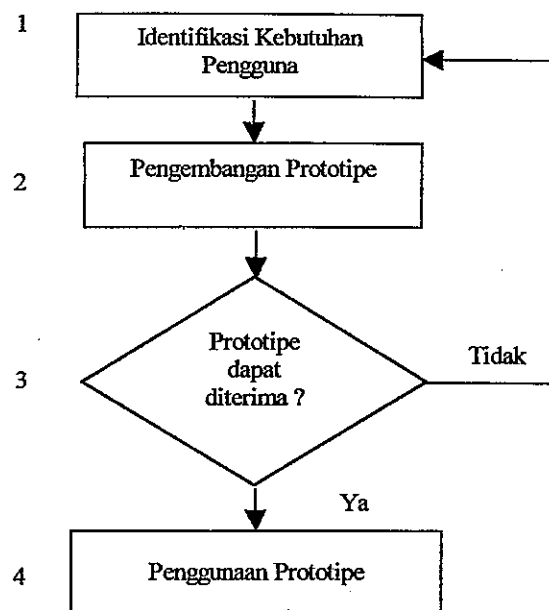 1
Identifikasi Kebutuhan
Pengguna
2
Pengembangan Prototipe
3
Prototipe
dapat
diterima ?
Tidak
Ya
4
Penggunaan Prototipe